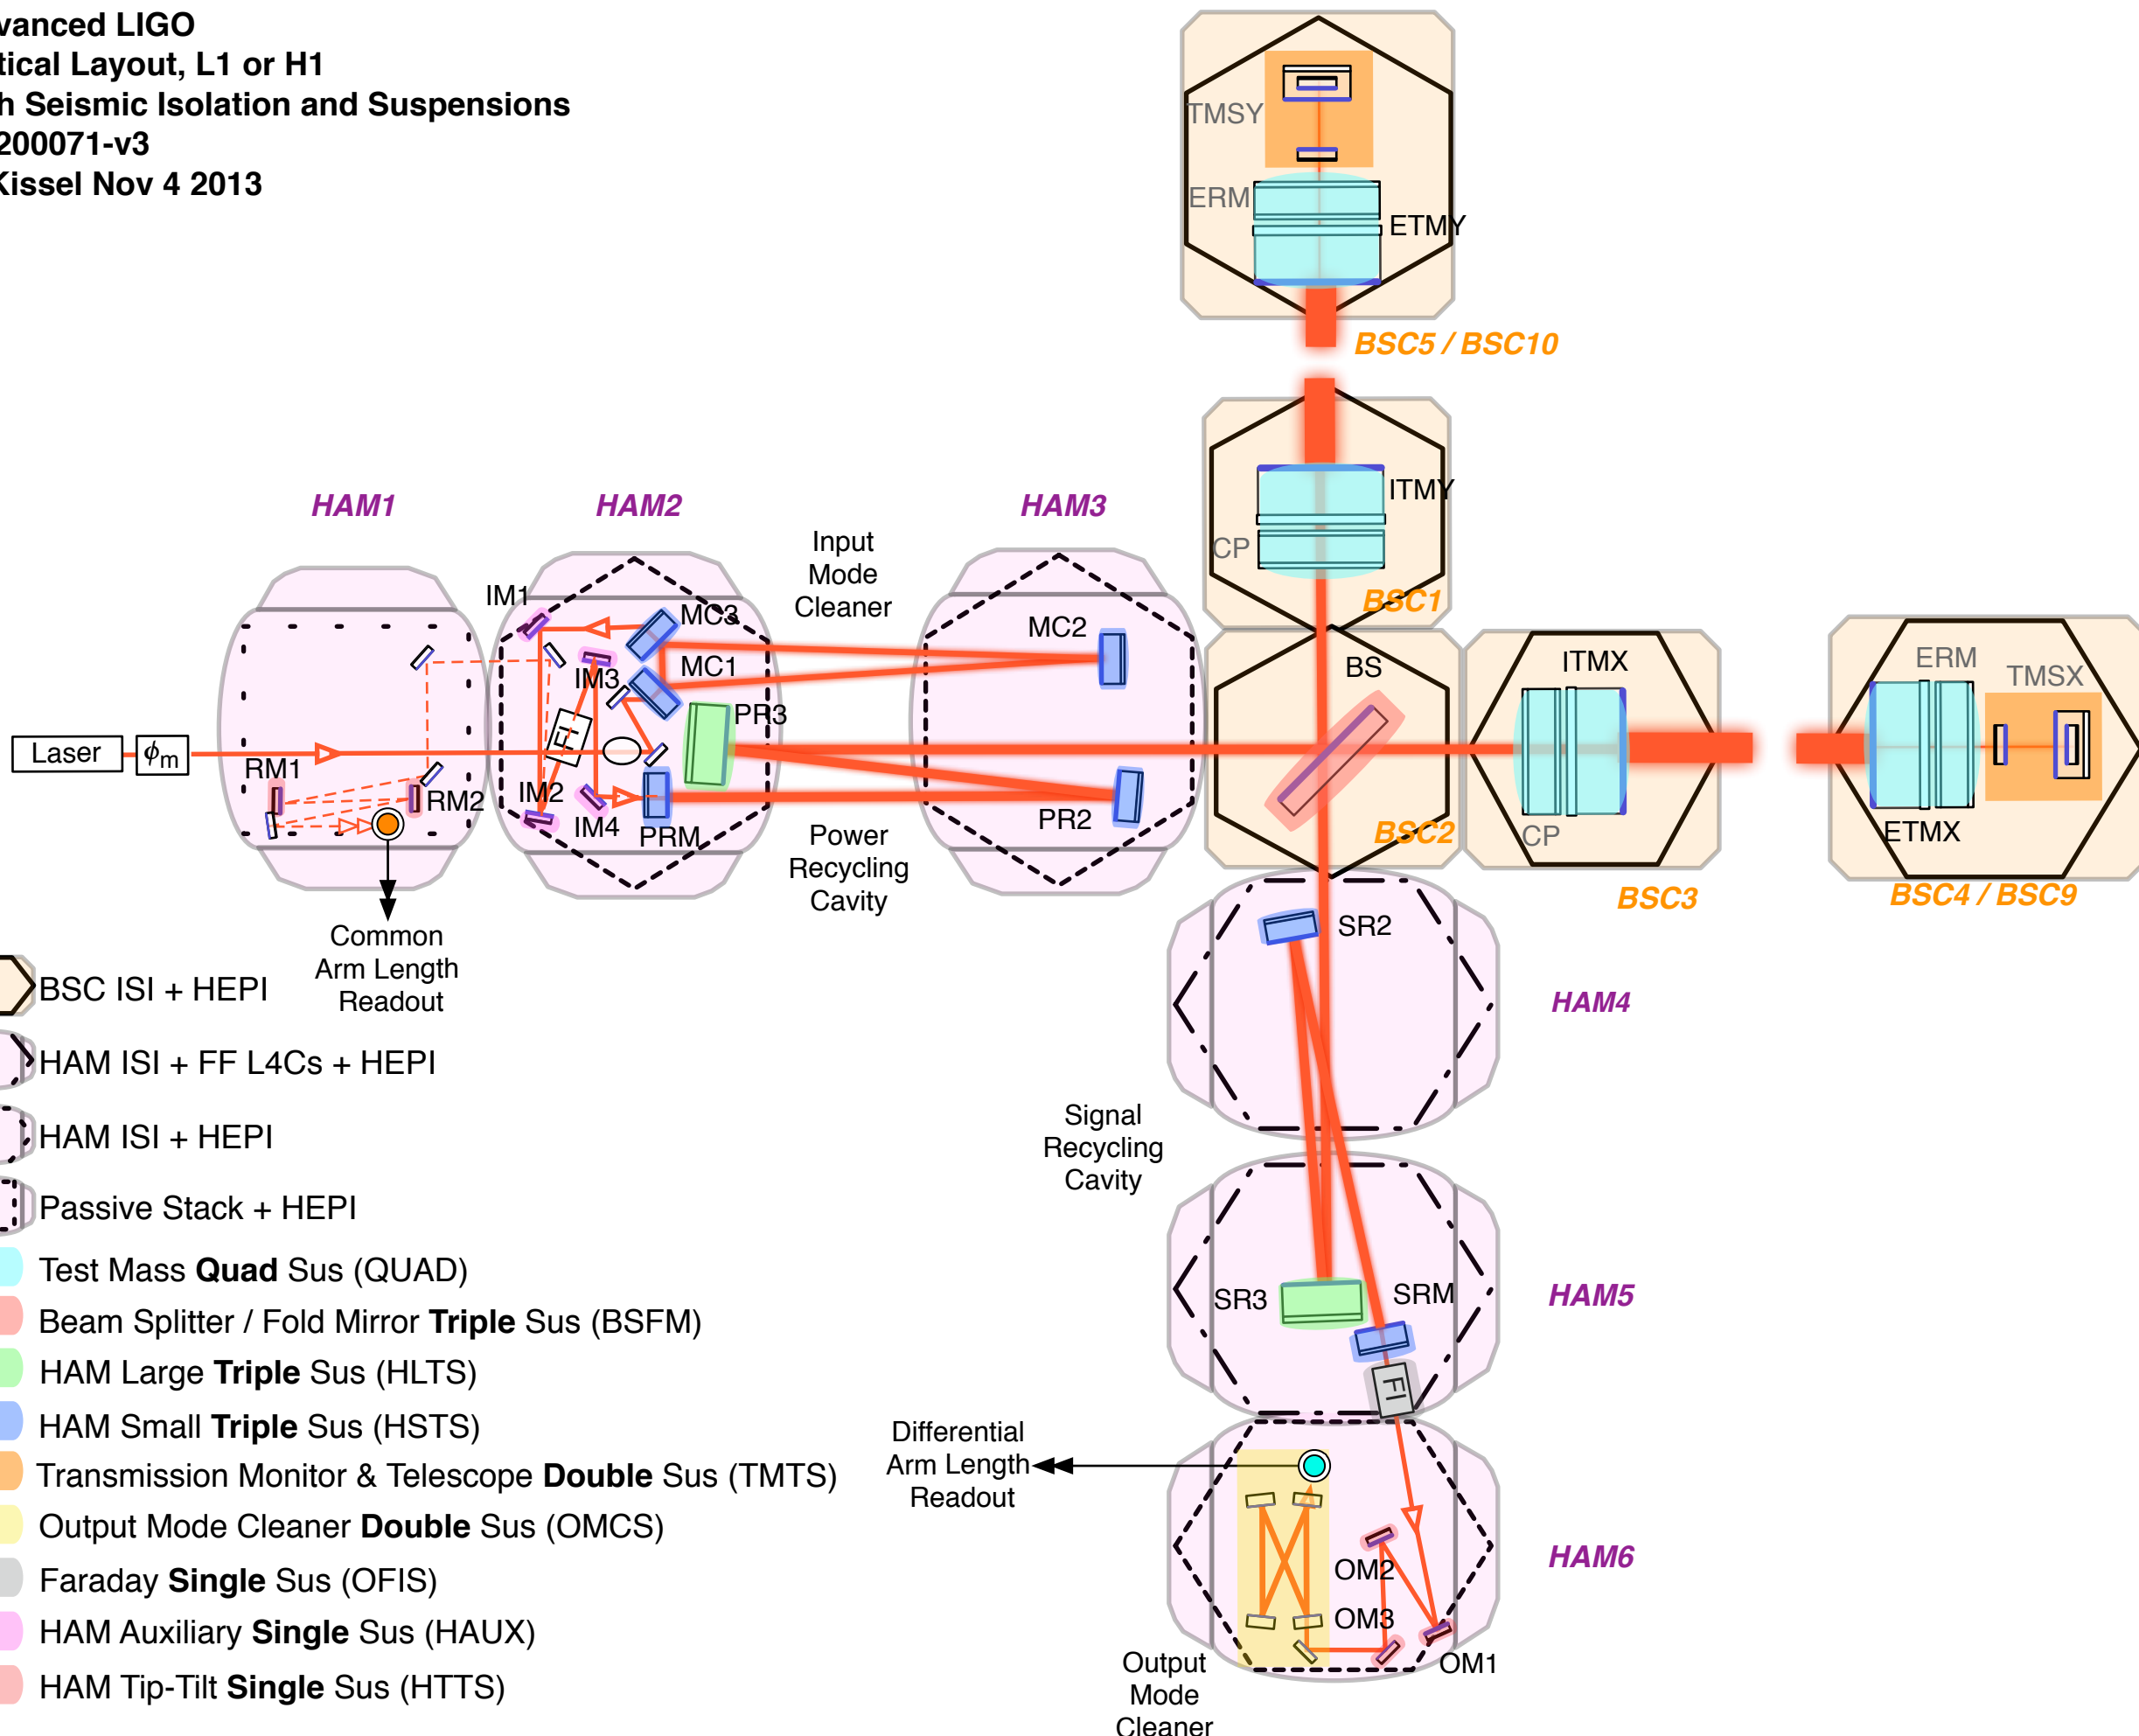 vanced LIGO
tical Layout, L1 or H1
h Seismic Isolation and Suspensions
200071-v3
Kissel Nov 4 2013
TMSY
ERM
ETMY
BSC5 / BSC10
ITMY
CP
BSC1
HAM1
HAM2
HAM3
Input
Mode
Cleaner
IM1
MC3
MC2
MC1
IM3
BS
ITMX
ERM
TMSX
PR3
FI
Laser
ϕm
RM1
RM2
IM2
IM4
PRM
PR2
BSC2
CP
ETMX
Power
Recycling
Cavity
BSC3
BSC4 / BSC9
Common
Arm Length
Readout
SR2
HAM4
Signal
Recycling
Cavity
SR3
SRM
HAM5
FI
Differential
Arm Length
Readout
OM2
OM3
OM1
HAM6
Output
Mode
Cleaner
BSC ISI + HEPI
HAM ISI + FF L4Cs + HEPI
HAM ISI + HEPI
Passive Stack + HEPI
Test Mass Quad Sus (QUAD)
Beam Splitter / Fold Mirror Triple Sus (BSFM)
HAM Large Triple Sus (HLTS)
HAM Small Triple Sus (HSTS)
Transmission Monitor & Telescope Double Sus (TMTS)
Output Mode Cleaner Double Sus (OMCS)
Faraday Single Sus (OFIS)
HAM Auxiliary Single Sus (HAUX)
HAM Tip-Tilt Single Sus (HTTS)